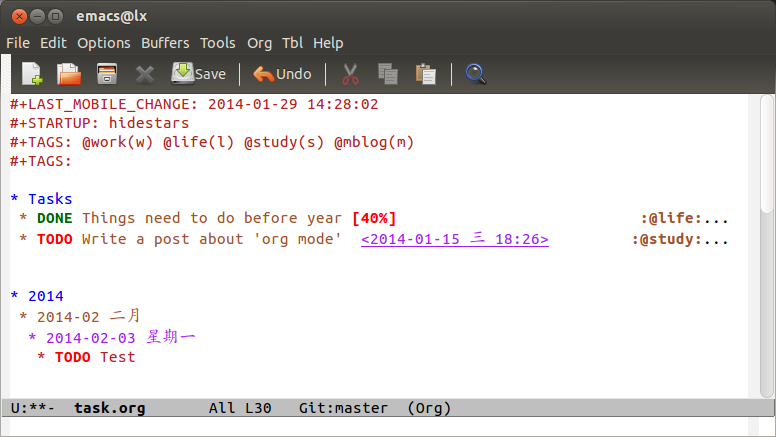 emacs@lx
File Edit Options Buffers Tools Org Tbl Help
Save Undo
#+LAST_MOBILE_CHANGE: 2014-01-29 14:28:02
#+STARTUP: hidestars
#+TAGS: @work(w) @life(l) @study(s) @mblog(m)
#+TAGS:
* Tasks
* DONE Things need to do before year [40%] :@life:...
* TODO Write a post about 'org mode' <2014-01-15 三 18:26> :@study:...
* 2014
* 2014-02 二月
* 2014-02-03 星期一
* TODO Test
U:**- task.org All L30 Git:master (Org)